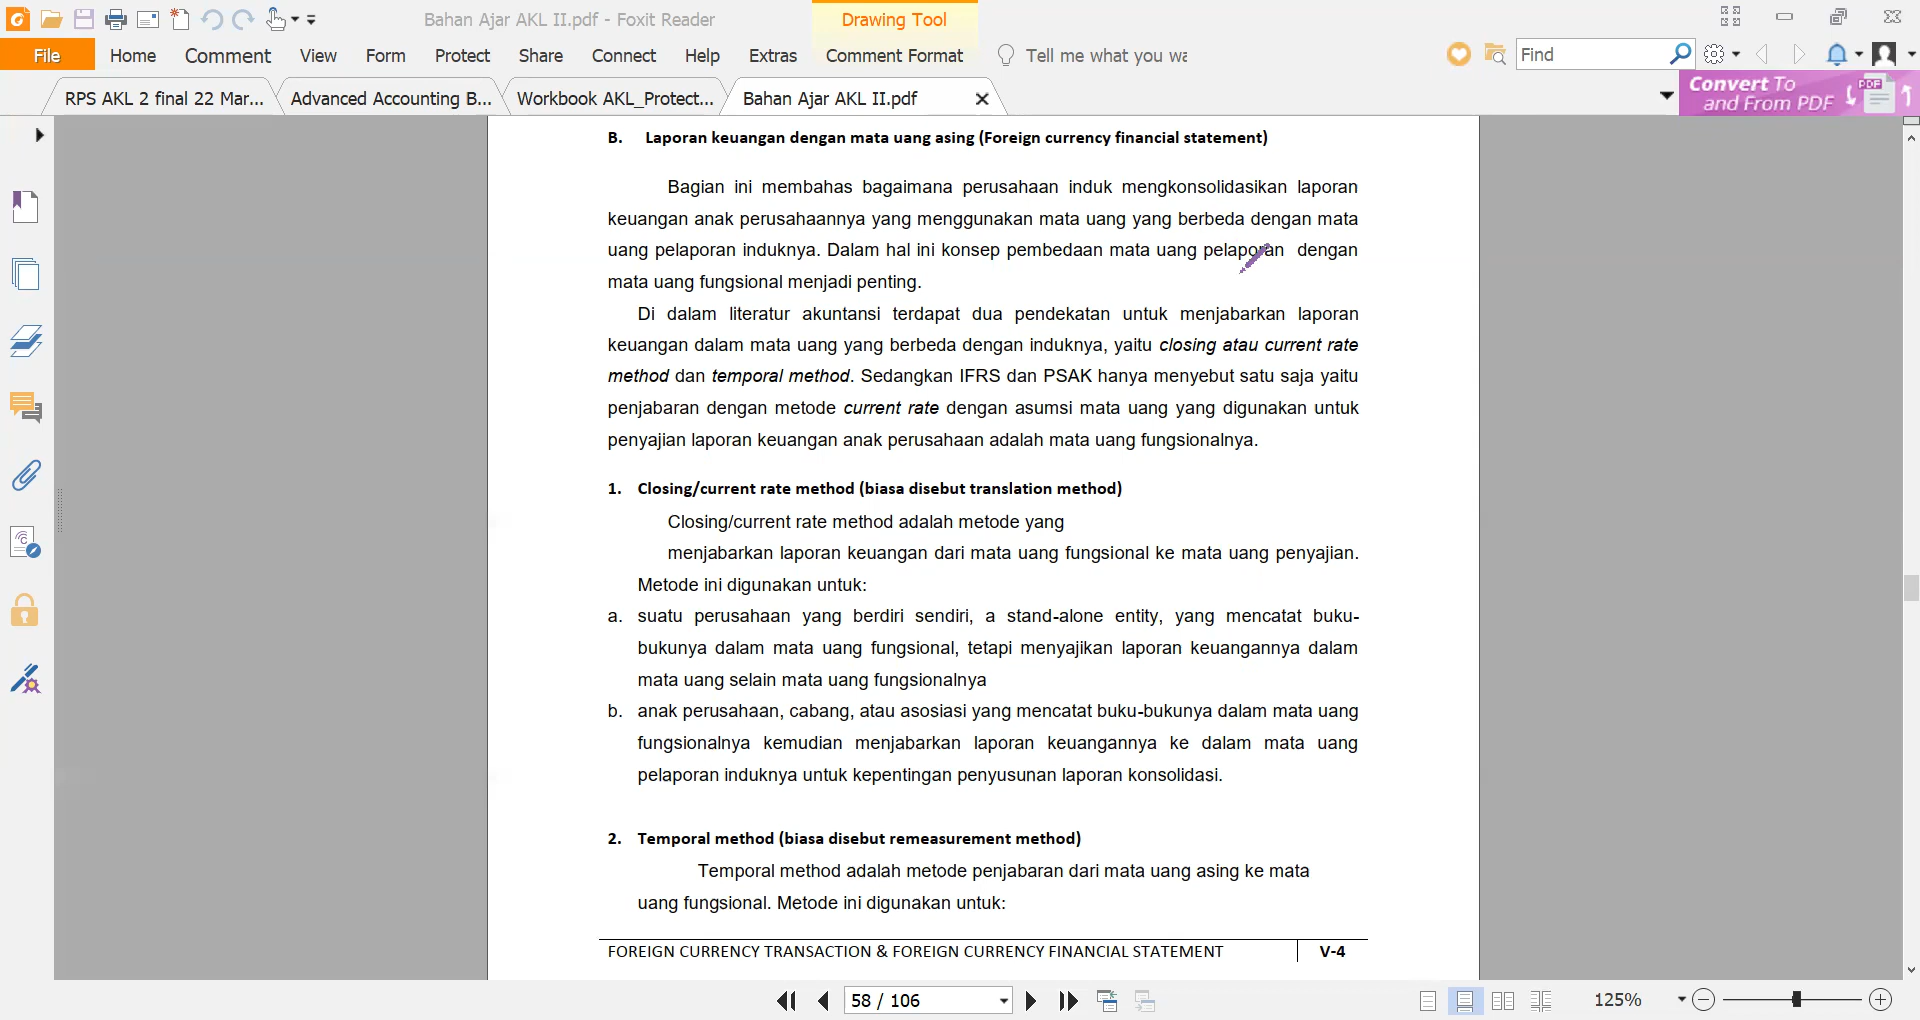 Bahan Ajar AKL II.pdf - Foxit Reader
Drawing Tool
File Home Comment View Form Protect Share Connect Help Extras Comment Format Tell me what you wa
Find
RPS AKL 2 final 22 Mar... Advanced Accounting B... Workbook AKL_Protect... Bahan Ajar AKL II.pdf
Convert To
and From PDF
PDF
B. Laporan keuangan dengan mata uang asing (Foreign currency financial statement)
Bagian ini membahas bagaimana perusahaan induk mengkonsolidasikan laporan
keuangan anak perusahaannya yang menggunakan mata uang yang berbeda dengan mata
uang pelaporan induknya. Dalam hal ini konsep pembedaan mata uang pelaporan dengan
mata uang fungsional menjadi penting.
Di dalam literatur akuntansi terdapat dua pendekatan untuk menjabarkan laporan
keuangan dalam mata uang yang berbeda dengan induknya, yaitu closing atau current rate
method dan temporal method. Sedangkan IFRS dan PSAK hanya menyebut satu saja yaitu
penjabaran dengan metode current rate dengan asumsi mata uang yang digunakan untuk
penyajian laporan keuangan anak perusahaan adalah mata uang fungsionalnya.
1. Closing/current rate method (biasa disebut translation method)
Closing/current rate method adalah metode yang
menjabarkan laporan keuangan dari mata uang fungsional ke mata uang penyajian.
Metode ini digunakan untuk:
a. suatu perusahaan yang berdiri sendiri, a stand-alone entity, yang mencatat buku-
bukunya dalam mata uang fungsional, tetapi menyajikan laporan keuangannya dalam
mata uang selain mata uang fungsionalnya
b. anak perusahaan, cabang, atau asosiasi yang mencatat buku-bukunya dalam mata uang
fungsionalnya kemudian menjabarkan laporan keuangannya ke dalam mata uang
pelaporan induknya untuk kepentingan penyusunan laporan konsolidasi.
2. Temporal method (biasa disebut remeasurement method)
Temporal method adalah metode penjabaran dari mata uang asing ke mata
uang fungsional. Metode ini digunakan untuk:
FOREIGN CURRENCY TRANSACTION & FOREIGN CURRENCY FINANCIAL STATEMENT V-4
58 / 106
125%